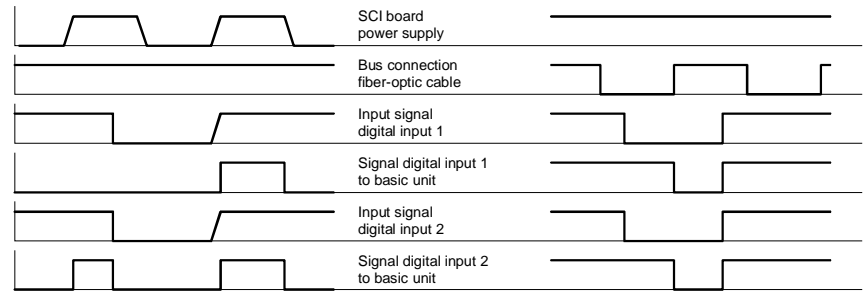 SCI board
power supply
Bus connection
fiber-optic cable
Input signal
digital input 1
Signal digital input 1
to basic unit
Input signal
digital input 2
Signal digital input 2
to basic unit